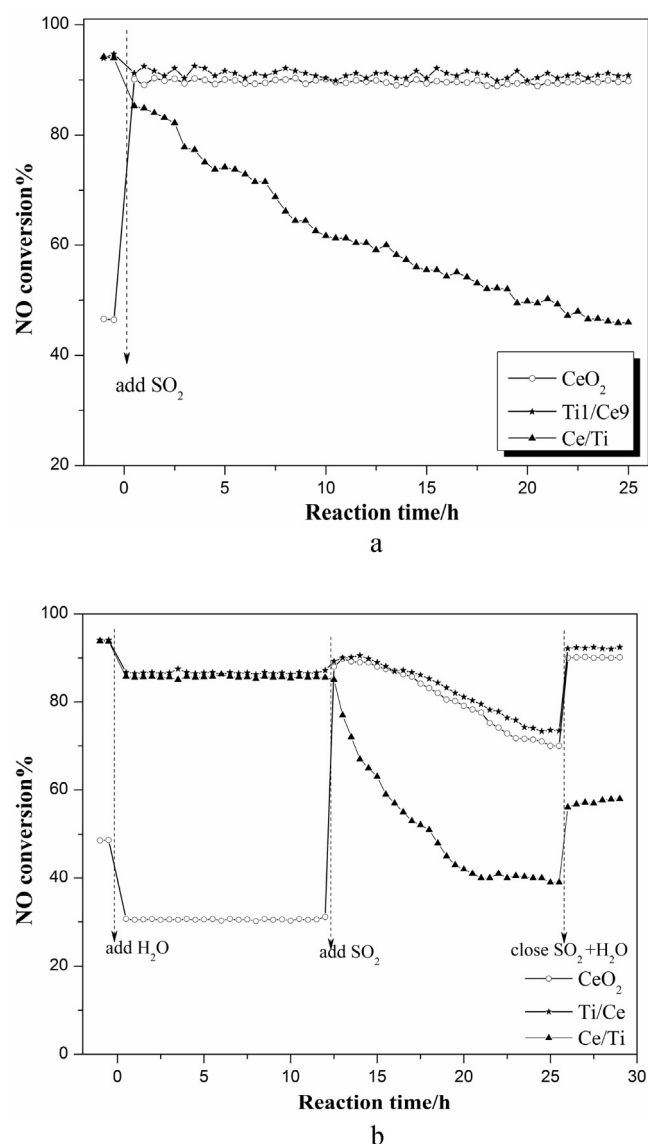 100
80
60
40
20
NO conversion%
add SO2
CeO2
Ti1/Ce9
Ce/Ti
0 5 10 15 20 25
Reaction time/h
a
100
80
60
40
20
0
NO conversion%
add H2O
add SO2
close SO2+H2O
CeO2
Ti/Ce
Ce/Ti
0 5 10 15 20 25 30
Reaction time/h
b